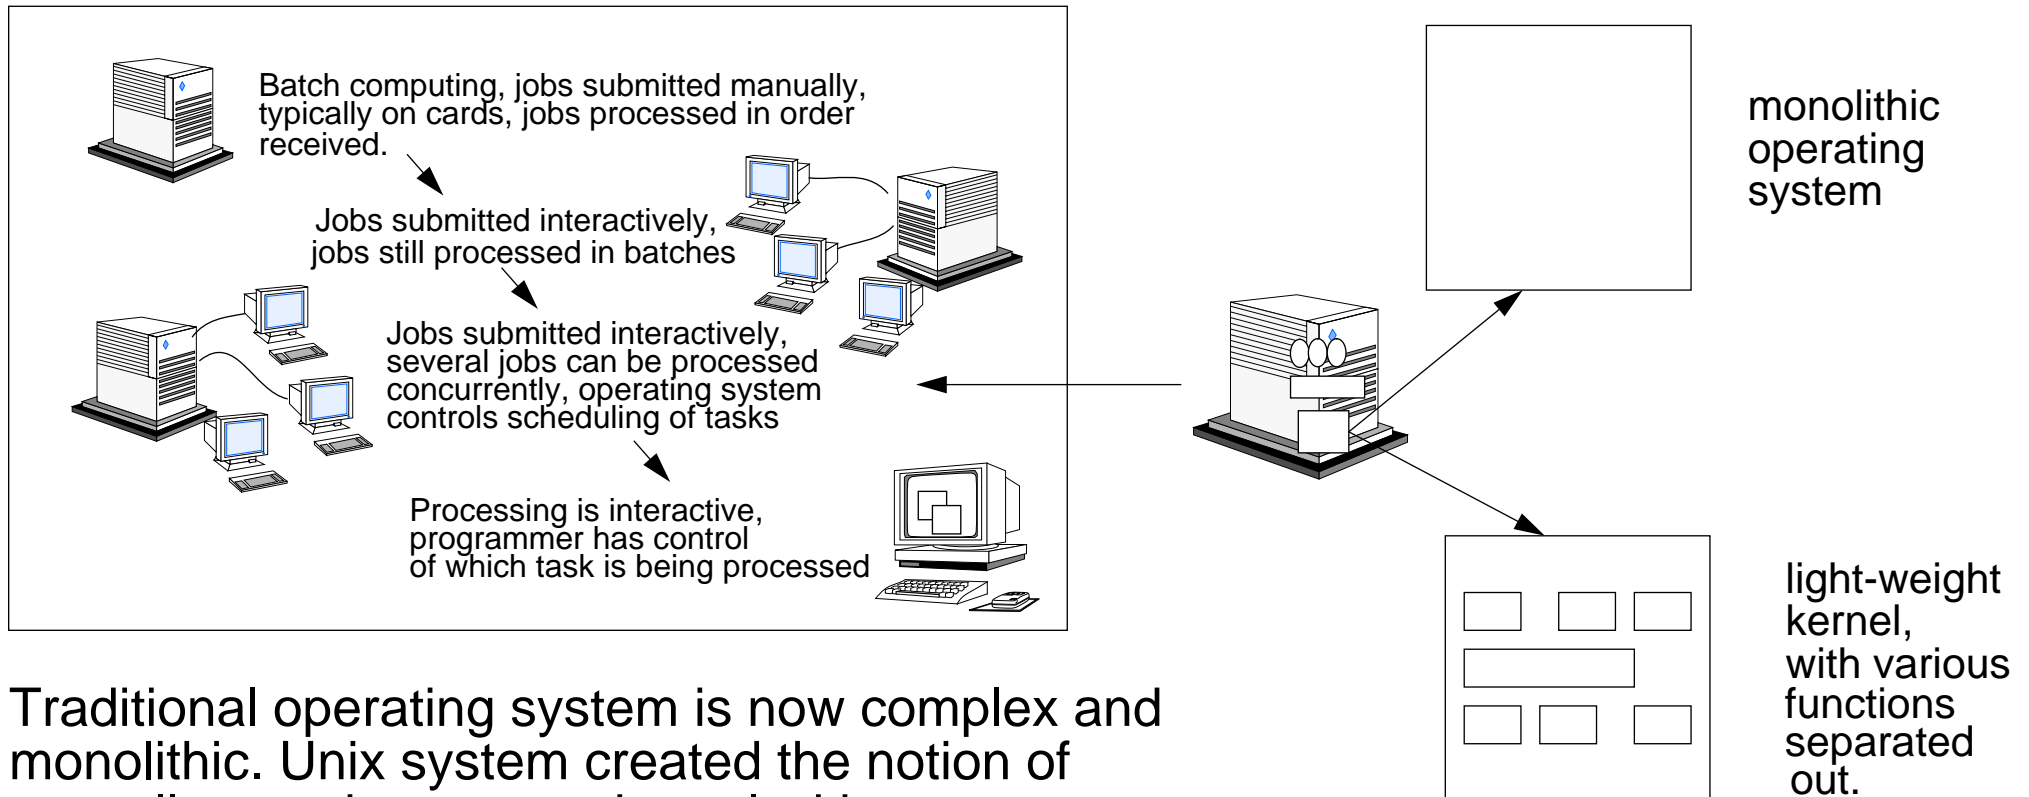 Batch computing, jobs submitted manually,
typically on cards, jobs processed in order
received.
Jobs submitted interactively,
jobs still processed in batches
Jobs submitted interactively,
several jobs can be processed
concurrently, operating system
controls scheduling of tasks
Processing is interactive,
programmer has control
of which task is being processed
monolithic
operating
system
light-weight
kernel,
with various
functions
separated
out.
Traditional operating system is now complex and
monolithic. Unix system created the notion of